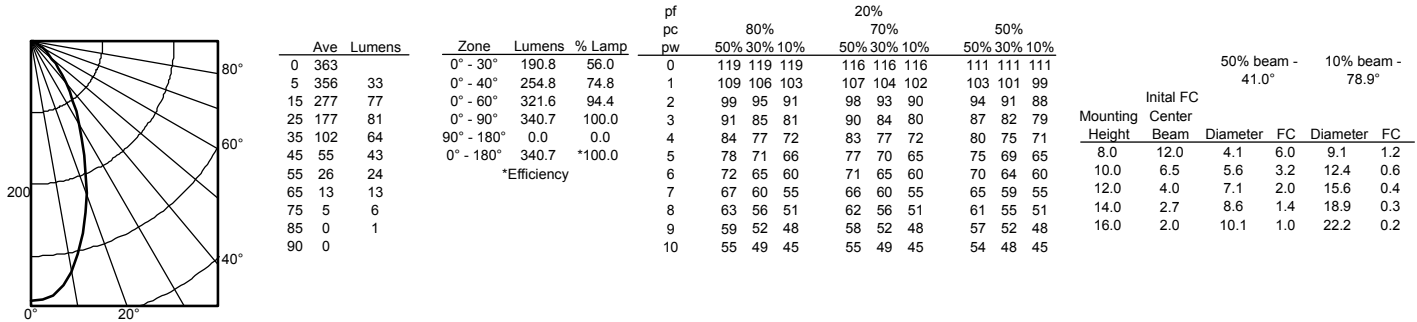 80°
60°
40°
200
0° 20°
Ave Lumens
0 363
5 356 33
15 277 77
25 177 81
35 102 64
45 55 43
55 26 24
65 13 13
75 5 6
85 0 1
90 0
Zone Lumens % Lamp
0° - 30° 190.8 56.0
0° - 40° 254.8 74.8
0° - 60° 321.6 94.4
0° - 90° 340.7 100.0
90° - 180° 0.0 0.0
0° - 180° 340.7 *100.0
*Efficiency
pf 20%
pc 80% 70% 50%
pw 50% 30% 10% 50% 30% 10% 50% 30% 10%
0 119 119 119 116 116 116 111 111 111
1 109 106 103 107 104 102 103 101 99
2 99 95 91 98 93 90 94 91 88
3 91 85 81 90 84 80 87 82 79
4 84 77 72 83 77 72 80 75 71
5 78 71 66 77 70 65 75 69 65
6 72 65 60 71 65 60 70 64 60
7 67 60 55 66 60 55 65 59 55
8 63 56 51 62 56 51 61 55 51
9 59 52 48 58 52 48 57 52 48
10 55 49 45 55 49 45 54 48 45
50% beam - 10% beam -
41.0° 78.9°
Inital FC
Mounting Center
Height Beam Diameter FC Diameter FC
8.0 12.0 4.1 6.0 9.1 1.2
10.0 6.5 5.6 3.2 12.4 0.6
12.0 4.0 7.1 2.0 15.6 0.4
14.0 2.7 8.6 1.4 18.9 0.3
16.0 2.0 10.1 1.0 22.2 0.2